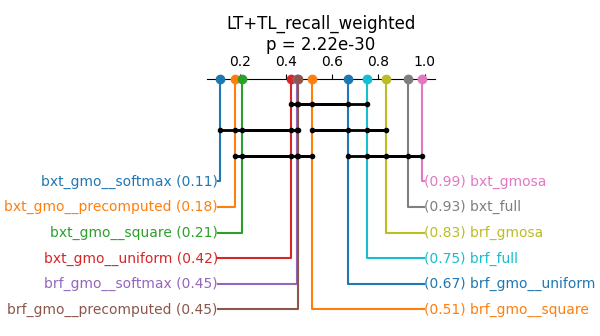 LT+TL_recall_weighted
p = 2.22e-30
0.2 0.4 0.6 0.8 1.0
bxt_gmo__softmax (0.11) (0.99) bxt_gmosa
bxt_gmo__precomputed (0.18) (0.93) bxt_full
bxt_gmo__square (0.21) (0.83) brf_gmosa
bxt_gmo__uniform (0.42) (0.75) brf_full
brf_gmo__softmax (0.45) (0.67) brf_gmo__uniform
brf_gmo__precomputed (0.45) (0.51) brf_gmo__square